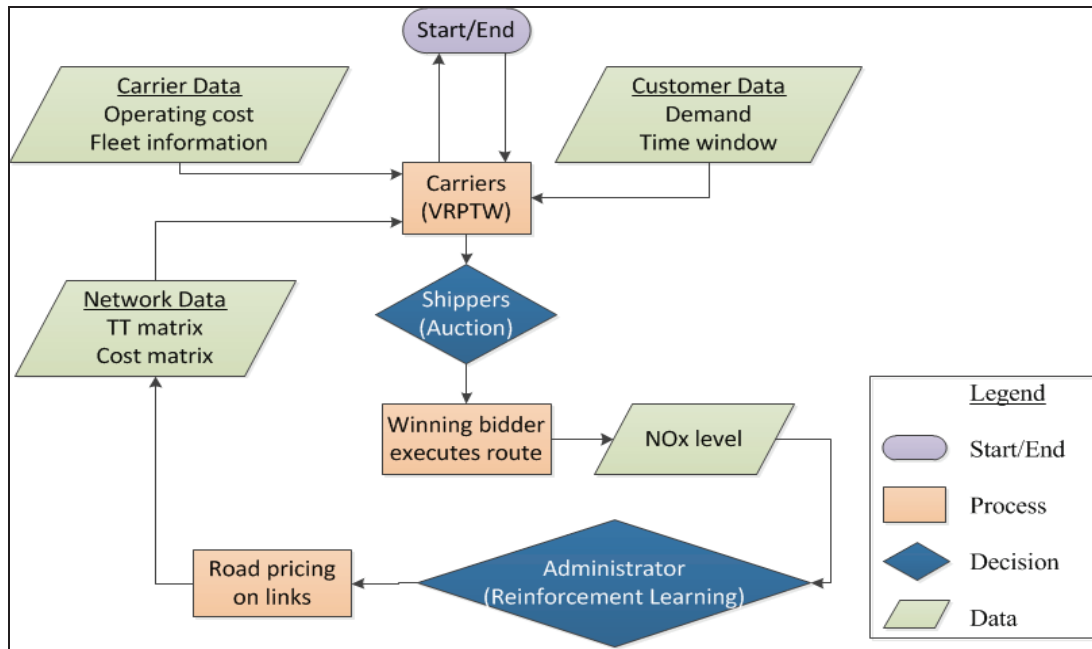 Start/End
Carrier Data
Operating cost
Fleet information
Customer Data
Demand
Time window
Carriers
(VRPTW)
Shippers
(Auction)
Network Data
TT matrix
Cost matrix
Winning bidder
executes route
NOx level
Administrator
(Reinforcement Learning)
Road pricing
on links
Legend
Start/End
Process
Decision
Data